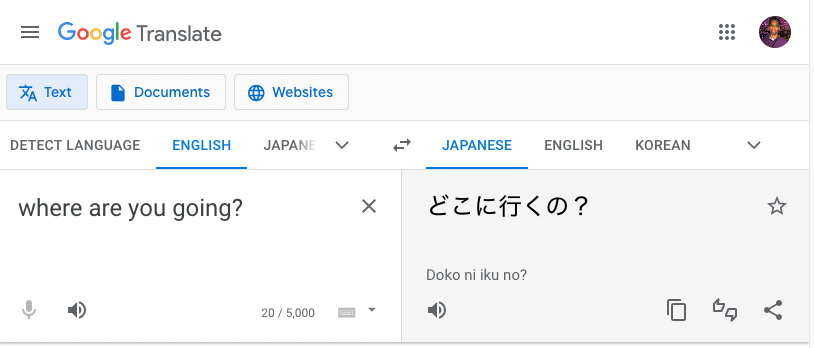 Google Translate
Text Documents Websites
DETECT LANGUAGE ENGLISH JAPANE JAPANESE ENGLISH KOREAN
where are you going? どこに行くの？
Doko ni iku no?
20 / 5,000